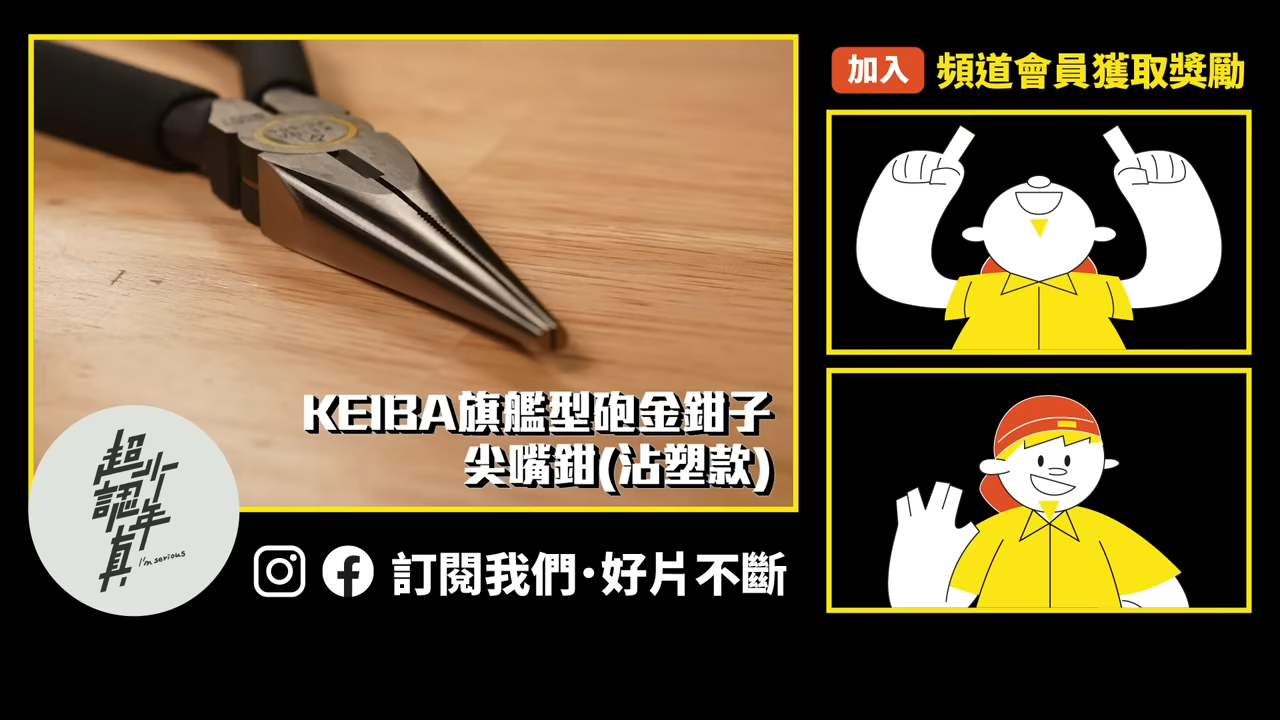 加入 頻道會員獲取獎勵
KEIBA旗艦型砲金鉗子
尖嘴鉗(沾塑款)
超
少年
認真
I'm serious
訂閱我們·好片不斷